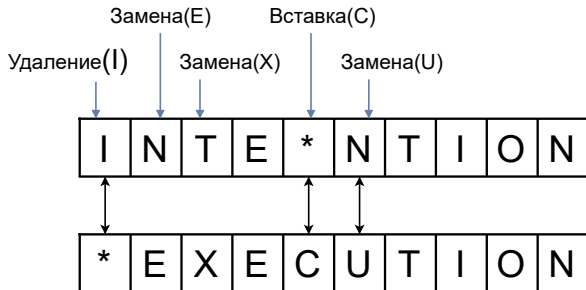 Замена(E) Вставка(C)
Удаление(I) Замена(X) Замена(U)
I N T E * N T I O N
* E X E C U T I O N